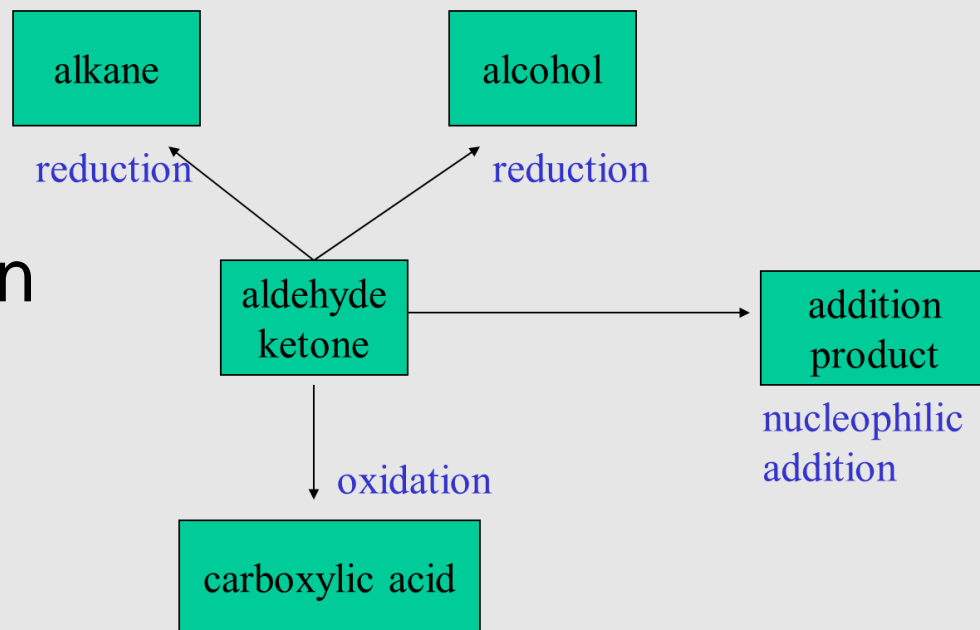 alkane
alcohol
reduction
reduction
n
aldehyde
ketone
addition
product
nucleophilic
addition
oxidation
carboxylic acid